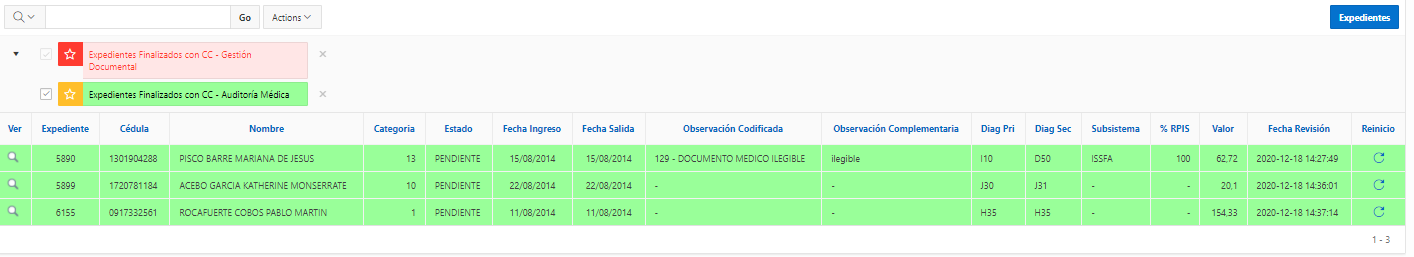 Go Actions Expedientes
Expedientes Finalizados con CC - Gestión
Documental
Expedientes Finalizados con CC - Auditoría Médica
Ver Expediente Cédula Nombre Categoria Estado Fecha Ingreso Fecha Salida Observación Codificada Observación Complementaria Diag Pri Diag Sec Subsistema % RPIS Valor Fecha Revisión Reinicio
5890 1301904288 PISCO BARRE MARIANA DE JESUS 13 PENDIENTE 15/08/2014 15/08/2014 129 - DOCUMENTO MEDICO ILEGIBLE ilegible I10 D50 ISSFA 100 62,72 2020-12-18 14:27:49
5899 1720781184 ACEBO GARCIA KATHERINE MONSERRATE 10 PENDIENTE 22/08/2014 22/08/2014 - - J30 J31 - - 20,1 2020-12-18 14:36:01
6155 0917332561 ROCAFUERTE COBOS PABLO MARTIN 1 PENDIENTE 11/08/2014 11/08/2014 - - H35 H35 - - 154,33 2020-12-18 14:37:14
1 - 3